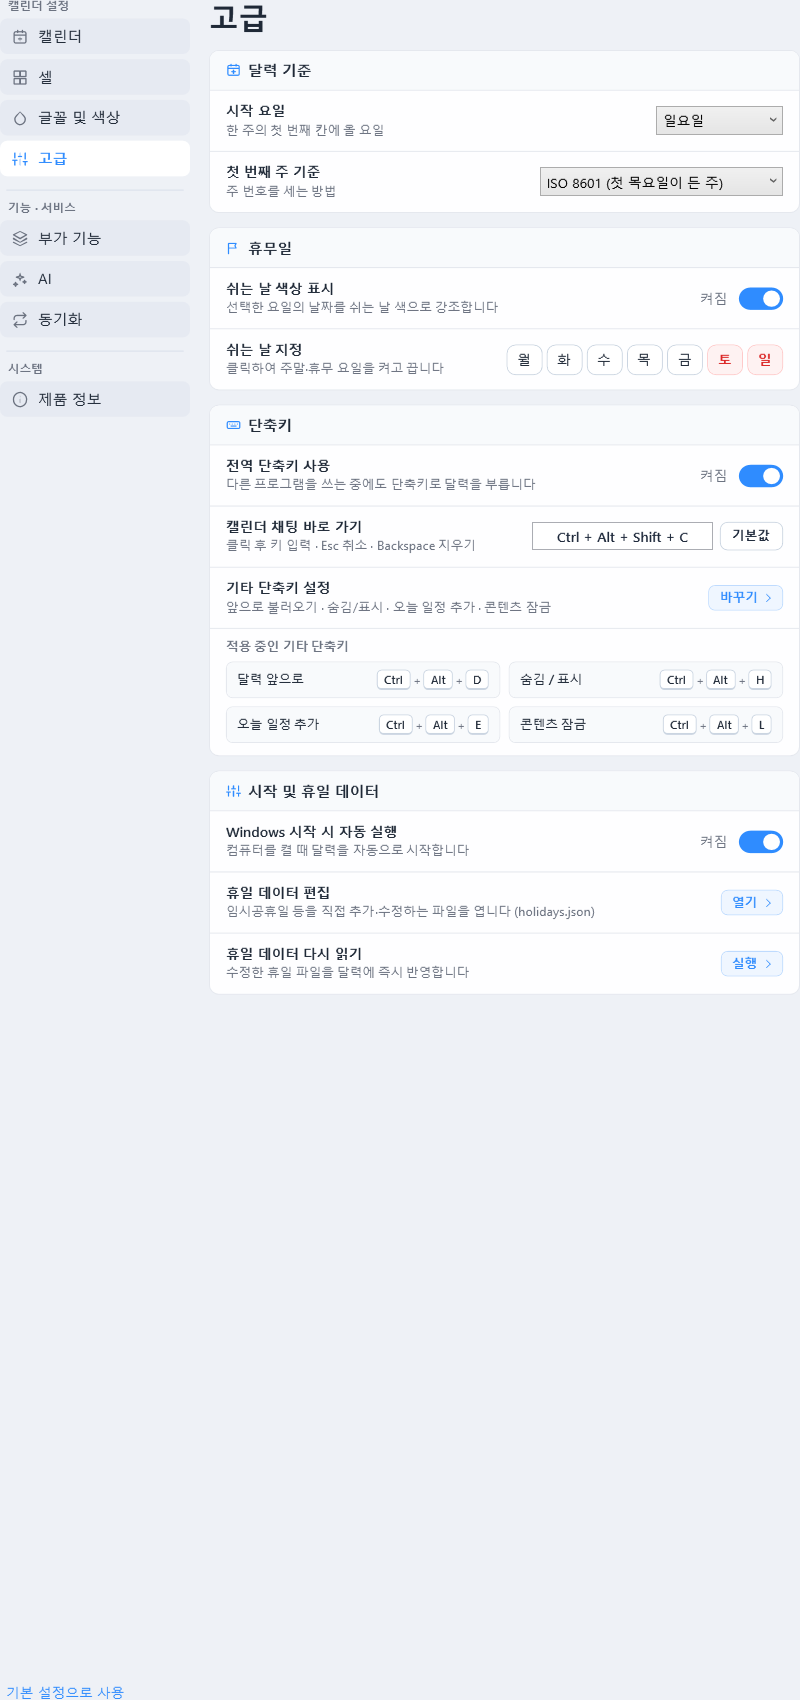 캘린더 설정
캘린더
셀
글꼴 및 색상
고급
기능 · 서비스
부가 기능
AI
동기화
시스템
제품 정보
기본 설정으로 사용
고급
달력 기준
시작 요일
한 주의 첫 번째 칸에 올 요일
일요일
첫 번째 주 기준
주 번호를 세는 방법
ISO 8601 (첫 목요일이 든 주)
휴무일
쉬는 날 색상 표시
선택한 요일의 날짜를 쉬는 날 색으로 강조합니다
켜짐
쉬는 날 지정
클릭하여 주말·휴무 요일을 켜고 끕니다
월 화 수 목 금 토 일
단축키
전역 단축키 사용
다른 프로그램을 쓰는 중에도 단축키로 달력을 부릅니다
켜짐
캘린더 채팅 바로 가기
클릭 후 키 입력 · Esc 취소 · Backspace 지우기
Ctrl + Alt + Shift + C
기본값
기타 단축키 설정
앞으로 불러오기 · 숨김/표시 · 오늘 일정 추가 · 콘텐츠 잠금
바꾸기
적용 중인 기타 단축키
달력 앞으로 Ctrl + Alt + D
숨김 / 표시 Ctrl + Alt + H
오늘 일정 추가 Ctrl + Alt + E
콘텐츠 잠금 Ctrl + Alt + L
시작 및 휴일 데이터
Windows 시작 시 자동 실행
컴퓨터를 켤 때 달력을 자동으로 시작합니다
켜짐
휴일 데이터 편집
임시공휴일 등을 직접 추가·수정하는 파일을 엽니다 (holidays.json)
열기
휴일 데이터 다시 읽기
수정한 휴일 파일을 달력에 즉시 반영합니다
실행